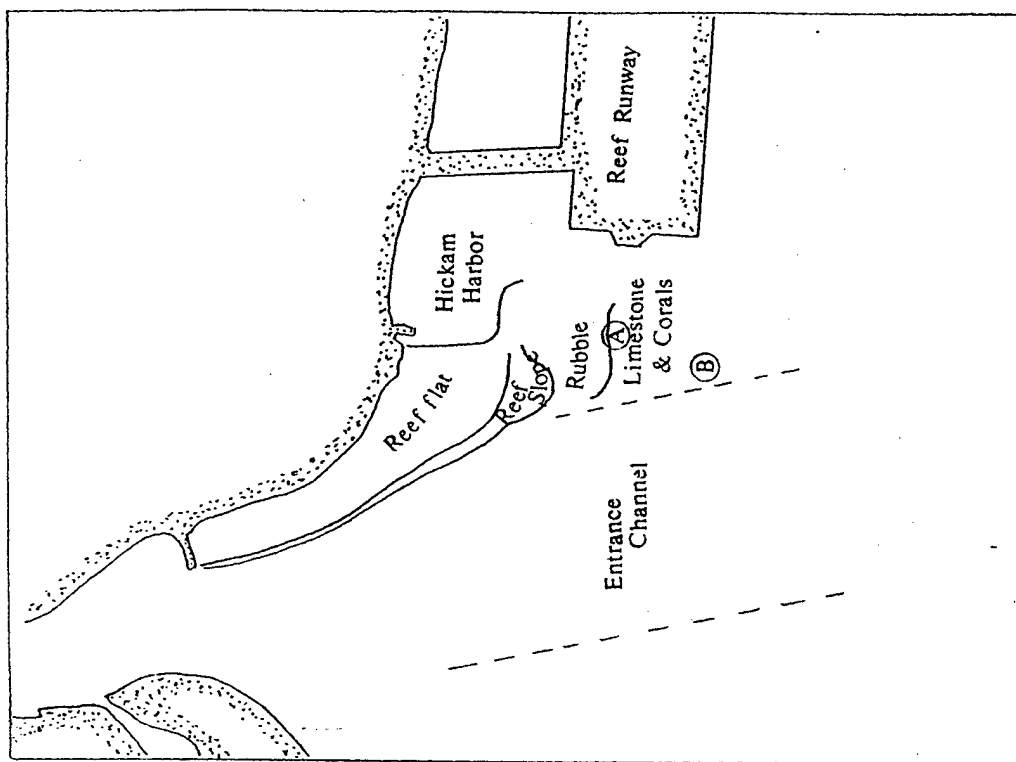 Reef Runway
Hickam
Harbor
Reef flat
Reef
Slope
Rubble
A
Limestone
& Corals
B
Entrance
Channel